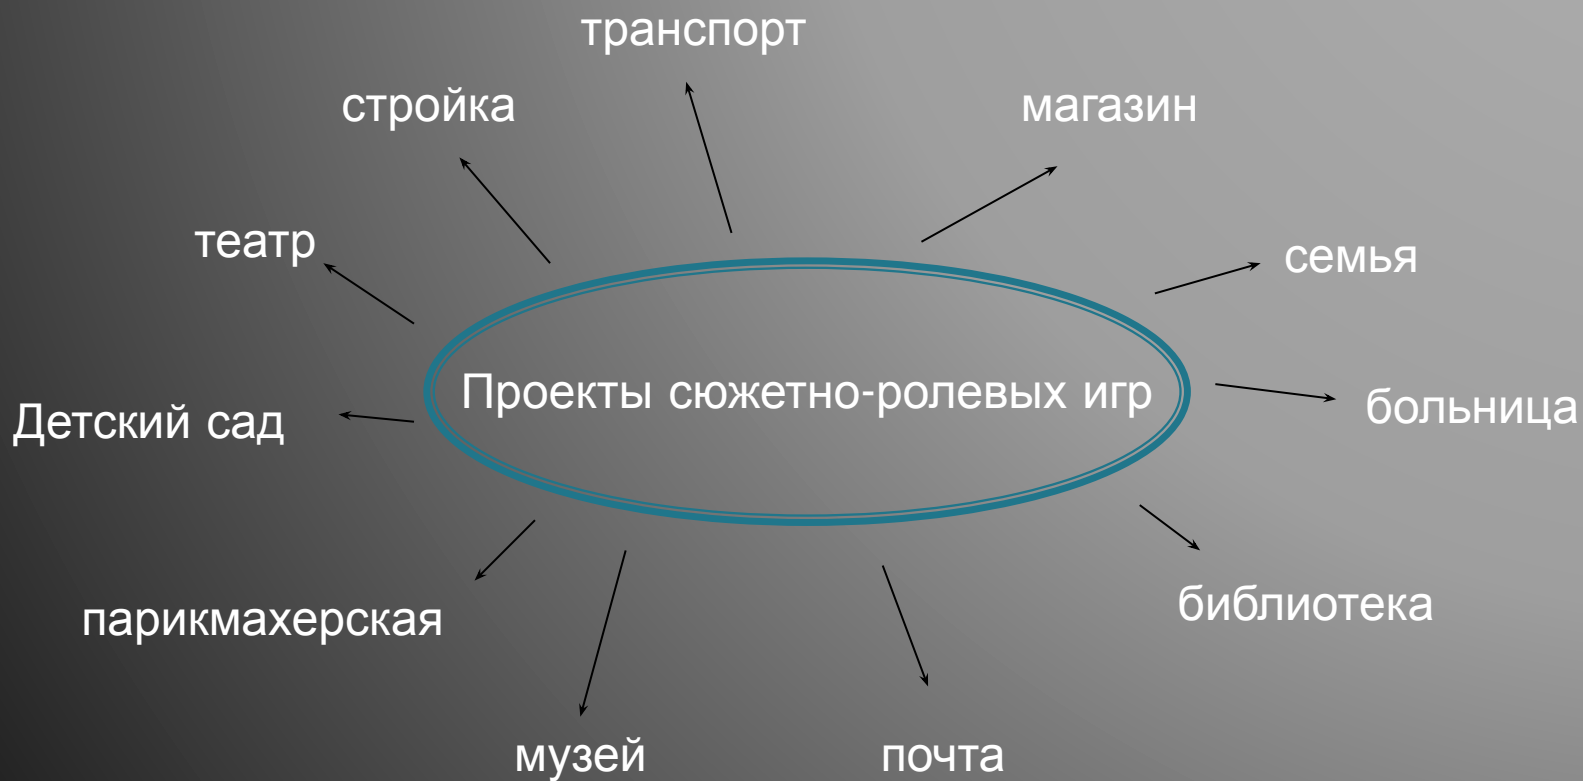 транспорт
стройка
магазин
театр
семья
Проекты сюжетно-ролевых игр
Детский сад
больница
парикмахерская
библиотека
музей
почта